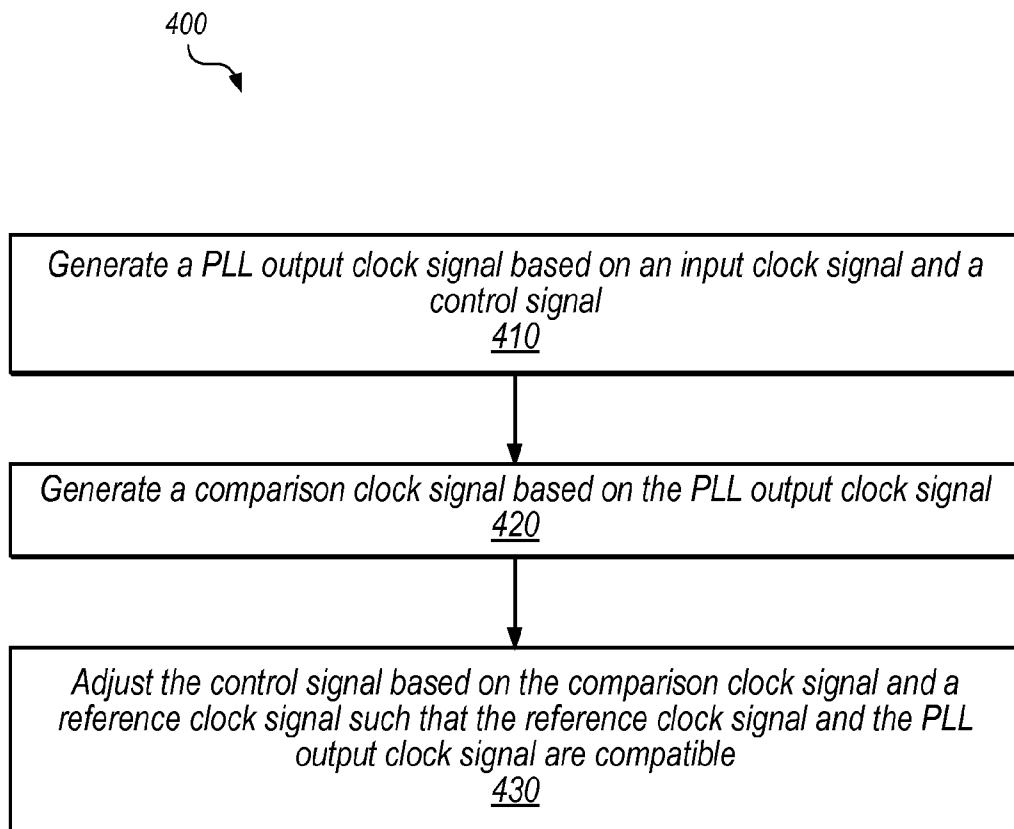 400
Generate a PLL output clock signal based on an input clock signal and a
control signal
410
Generate a comparison clock signal based on the PLL output clock signal
420
Adjust the control signal based on the comparison clock signal and a
reference clock signal such that the reference clock signal and the PLL
output clock signal are compatible
430